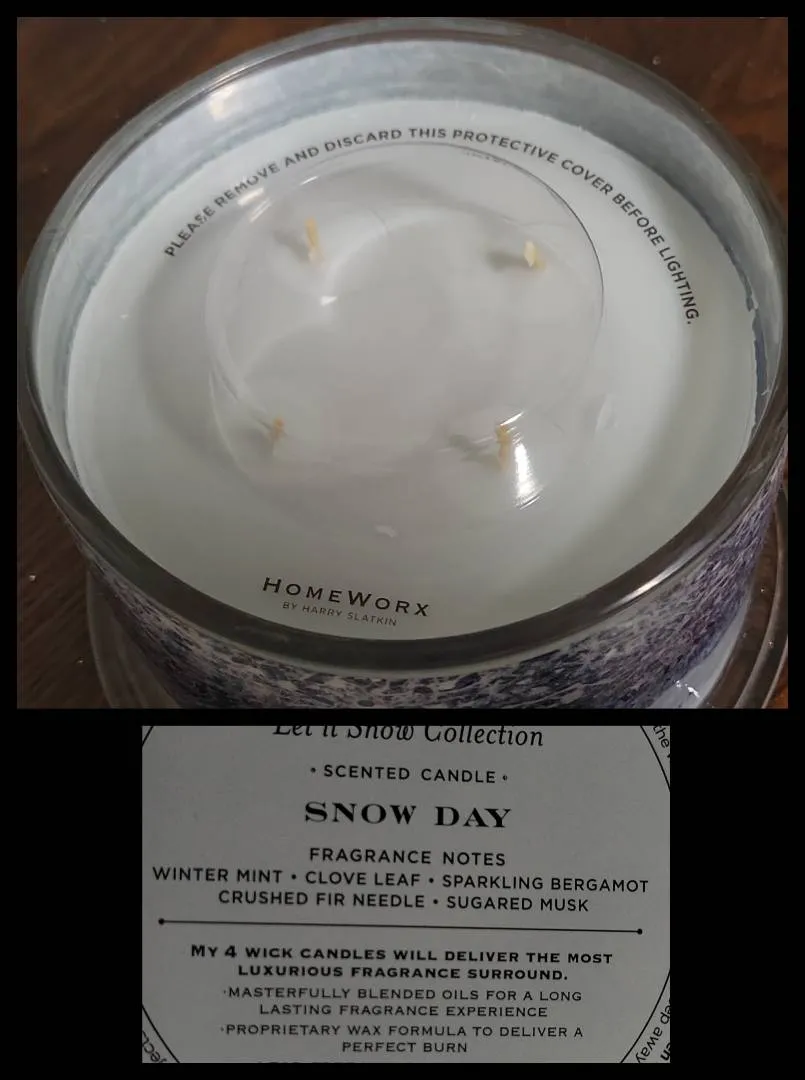 PLEASE REMOVE AND DISCARD THIS PROTECTIVE COVER BEFORE LIGHTING.
HOMEWORX
BY HARRY SLATKIN
Let it Snow Collection
• SCENTED CANDLE •
SNOW DAY
FRAGRANCE NOTES
WINTER MINT • CLOVE LEAF • SPARKLING BERGAMOT
CRUSHED FIR NEEDLE • SUGARED MUSK
MY 4 WICK CANDLES WILL DELIVER THE MOST
LUXURIOUS FRAGRANCE SURROUND.
·MASTERFULLY BLENDED OILS FOR A LONG
LASTING FRAGRANCE EXPERIENCE
·PROPRIETARY WAX FORMULA TO DELIVER A
PERFECT BURN
the
away